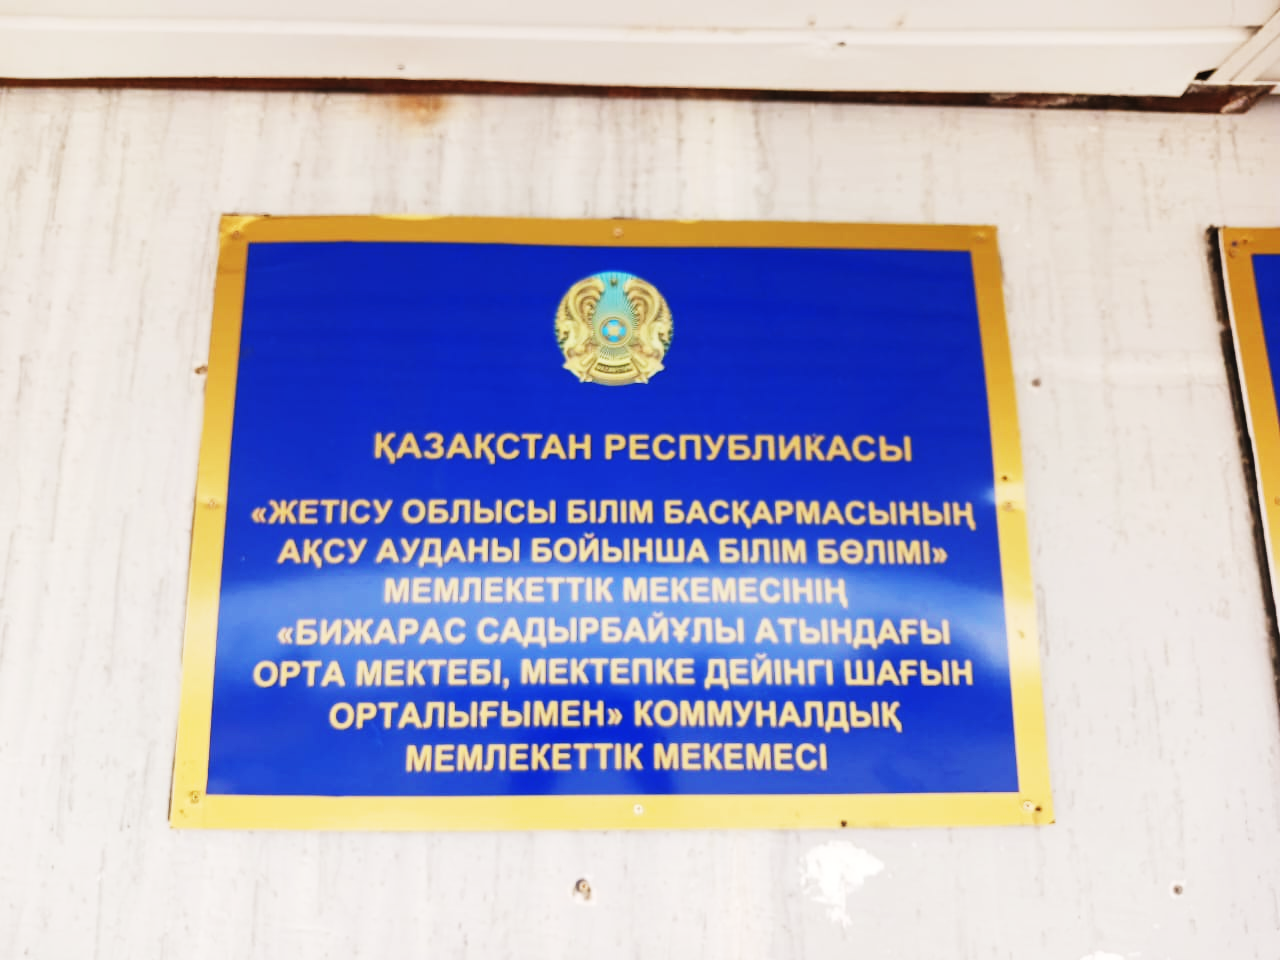 ҚАЗАҚСТАН РЕСПУБЛИКАСЫ
«ЖЕТІСУ ОБЛЫСЫ БІЛІМ БАСҚАРМАСЫНЫҢ
АҚСУ АУДАНЫ БОЙЫНША БІЛІМ БӨЛІМІ»
МЕМЛЕКЕТТІК МЕКЕМЕСІНІҢ
«БИЖАРАС САДЫРБАЙҰЛЫ АТЫНДАҒЫ
ОРТА МЕКТЕБІ, МЕКТЕПКЕ ДЕЙІНГІ ШАҒЫН
ОРТАЛЫҒЫМЕН» КОММУНАЛДЫҚ
МЕМЛЕКЕТТІК МЕКЕМЕСІ